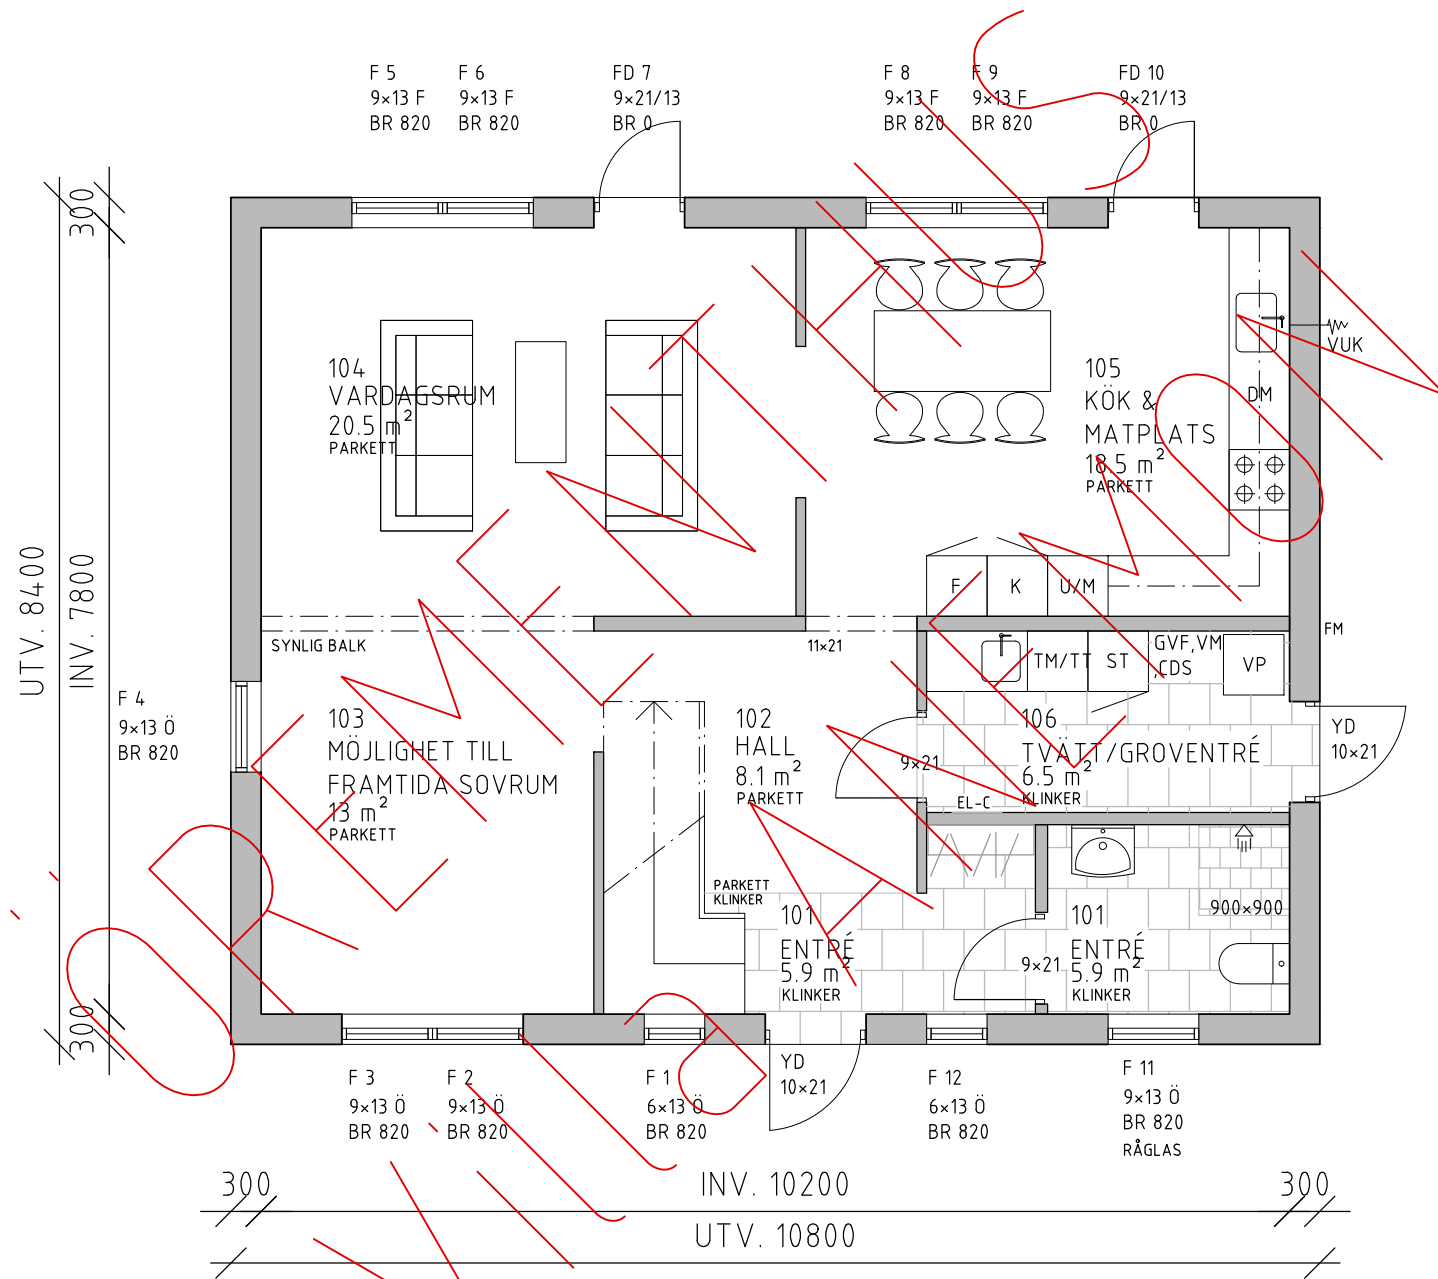 F 5
9×13 F
BR 820
F 6
9×13 F
BR 820
FD 7
9×21/13
BR 0
F 8
9×13 F
BR 820
F 9
9×13 F
BR 820
FD 10
9×21/13
BR 0
300
UTV. 8400
INV. 7800
300
104
VARDAGSRUM
20.5 m²
PARKETT
105
KÖK &
MATPLATS
18.5 m²
PARKETT
VUK
DM
F
K
U/M
SYNLIG BALK
11×21
FM
TM/TT
ST
GVF,VM
,CDS
VP
F 4
9×13 Ö
BR 820
103
MÖJLIGHET TILL
FRAMTIDA SOVRUM
13 m²
PARKETT
102
HALL
8.1 m²
PARKETT
9×21
106
TVÄTT/GROVENTRÉ
6.5 m²
KLINKER
EL-C
YD
10×21
PARKETT
KLINKER
101
ENTRÉ
5.9 m²
KLINKER
9×21
101
ENTRÉ
5.9 m²
KLINKER
900×900
F 3
9×13 Ö
BR 820
F 2
9×13 Ö
BR 820
F 1
6×13 Ö
BR 820
YD
10×21
F 12
6×13 Ö
BR 820
F 11
9×13 Ö
BR 820
RÅGLAS
300
INV. 10200
300
UTV. 10800